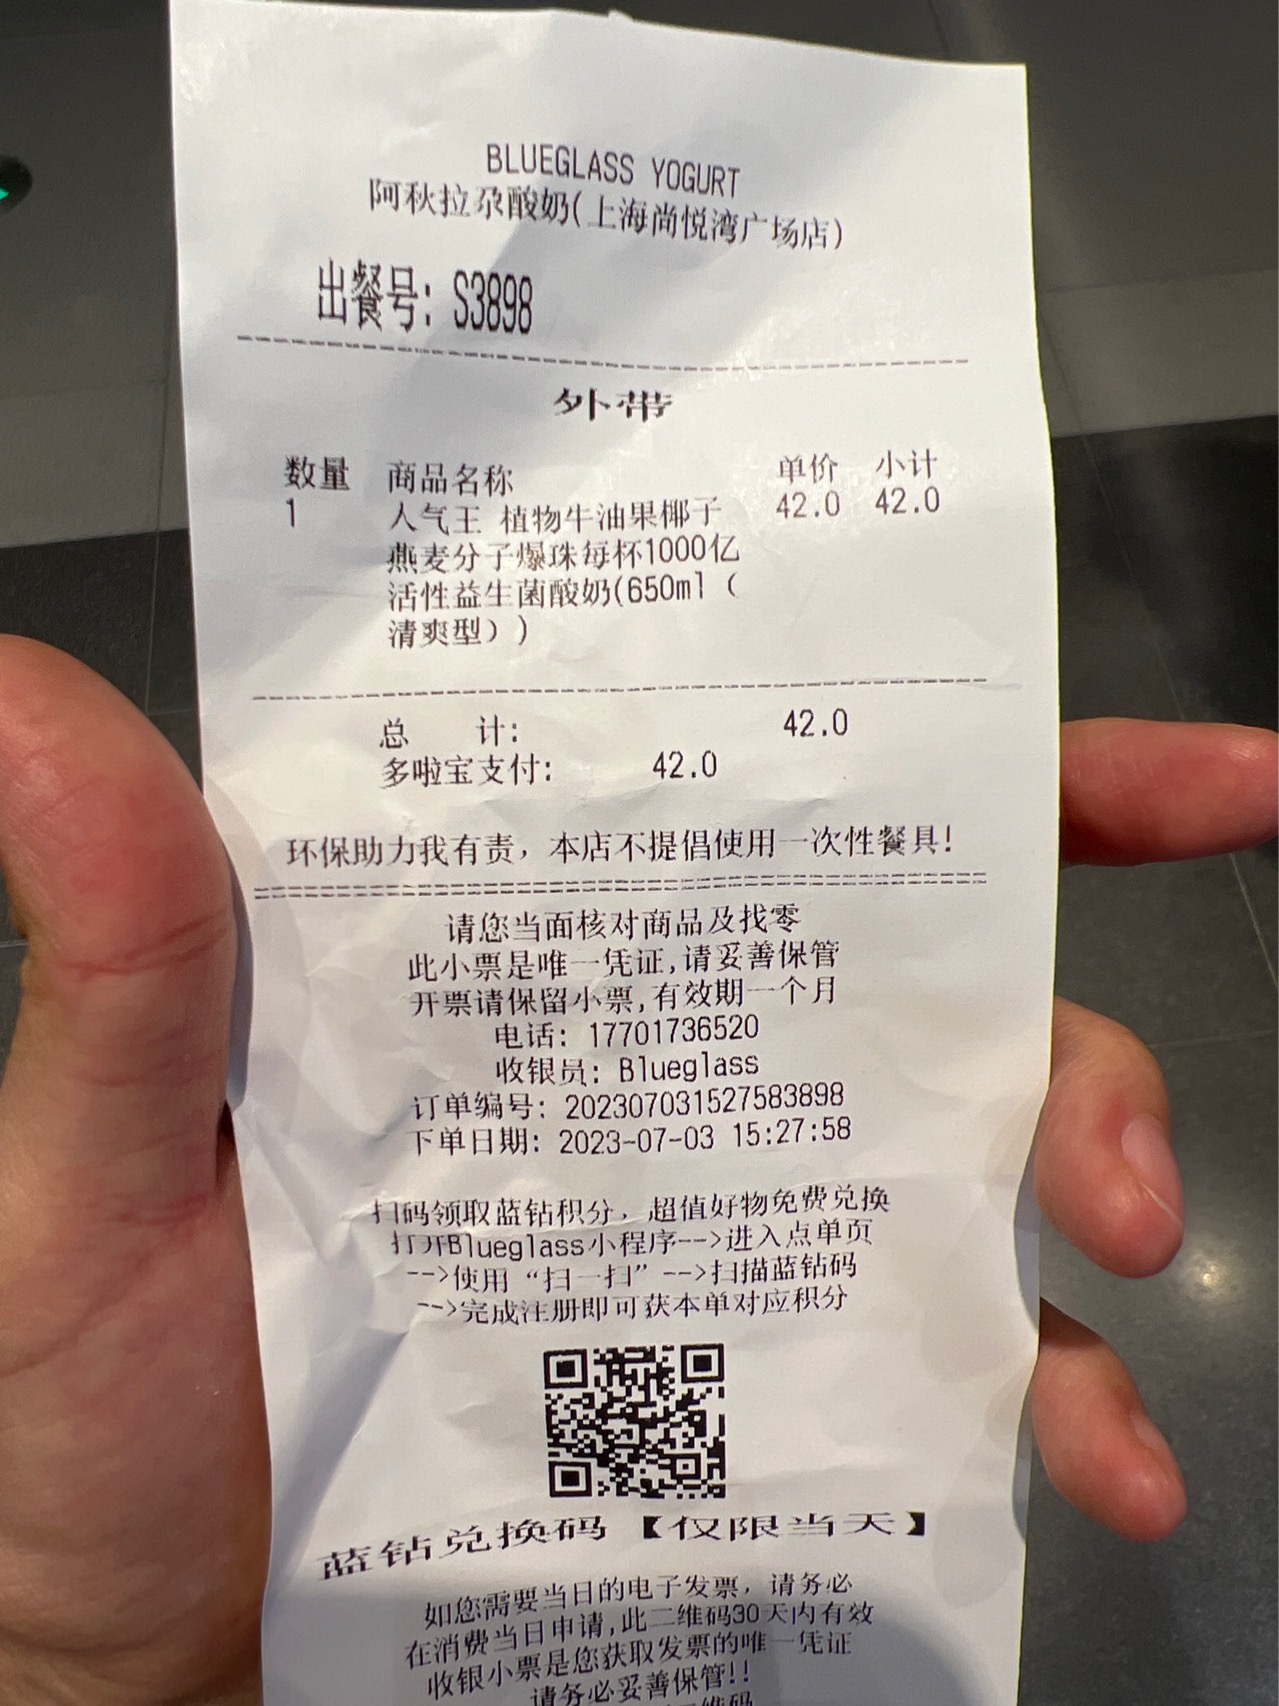 BLUEGLASS YOGURT
阿秋拉尕酸奶(上海尚悦湾广场店)
出餐号: S3898
外带
数量 商品名称 单价 小计
1 人气王 植物牛油果椰子 42.0 42.0
燕麦分子爆珠每杯1000亿
活性益生菌酸奶(650ml（
清爽型）)
总 计: 42.0
多啦宝支付: 42.0
环保助力我有责，本店不提倡使用一次性餐具!
请您当面核对商品及找零
此小票是唯一凭证,请妥善保管
开票请保留小票,有效期一个月
电话: 17701736520
收银员: Blueglass
订单编号: 202307031527583898
下单日期: 2023-07-03 15:27:58
扫码领取蓝钻积分，超值好物免费兑换
打开Blueglass小程序-->进入点单页
-->使用“扫一扫”-->扫描蓝钻码
-->完成注册即可获本单对应积分
蓝钻兑换码【仅限当天】
如您需要当日的电子发票，请务必
在消费当日申请,此二维码30天内有效
收银小票是您获取发票的唯一凭证
请务必妥善保管!!